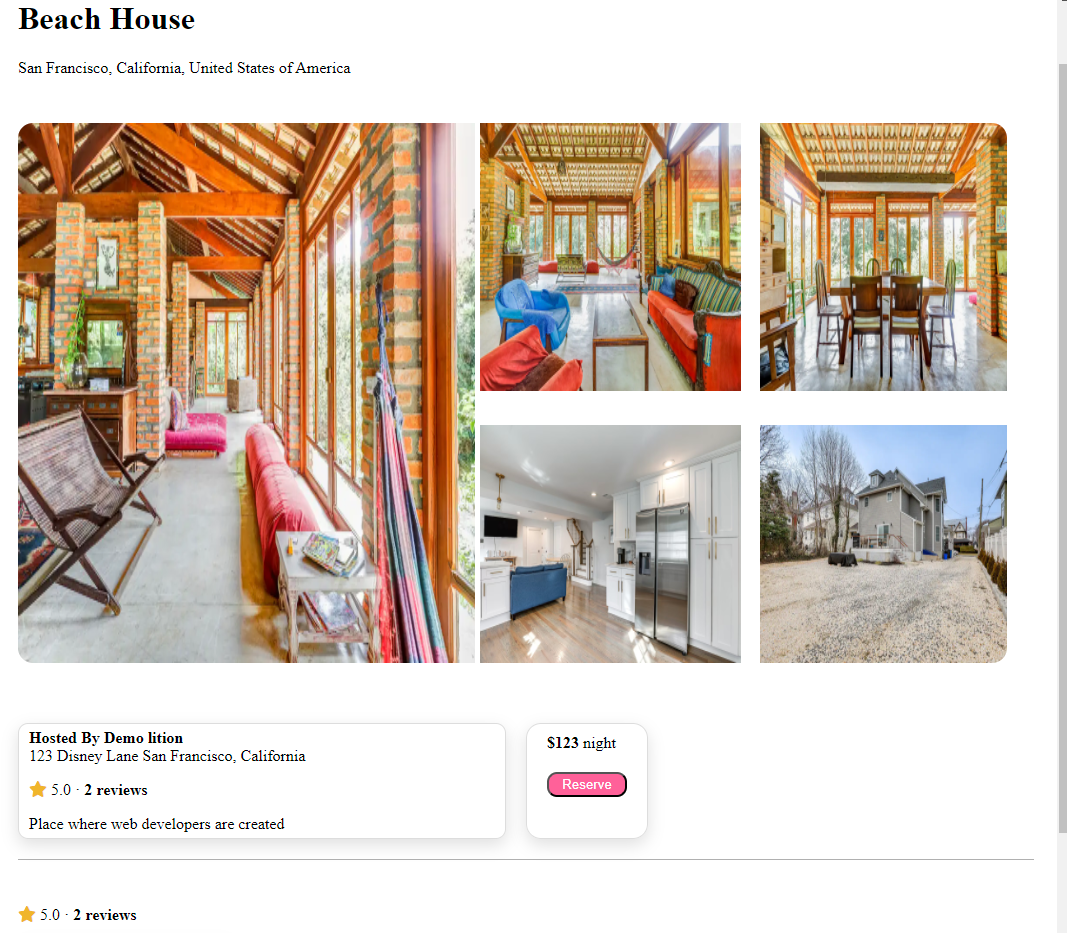 Beach House
San Francisco, California, United States of America
Hosted By Demo lition
123 Disney Lane San Francisco, California
5.0 · 2 reviews
Place where web developers are created
$123 night
Reserve
5.0 · 2 reviews